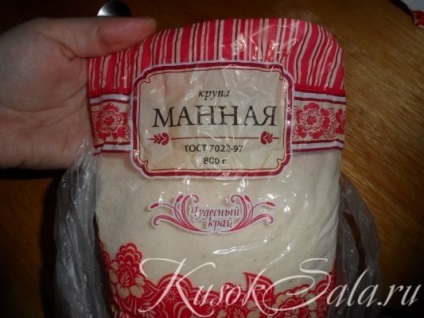 крупа
МАННАЯ
ГОСТ 7022-97
800 г
Чудесный
край
KusokSala.ru